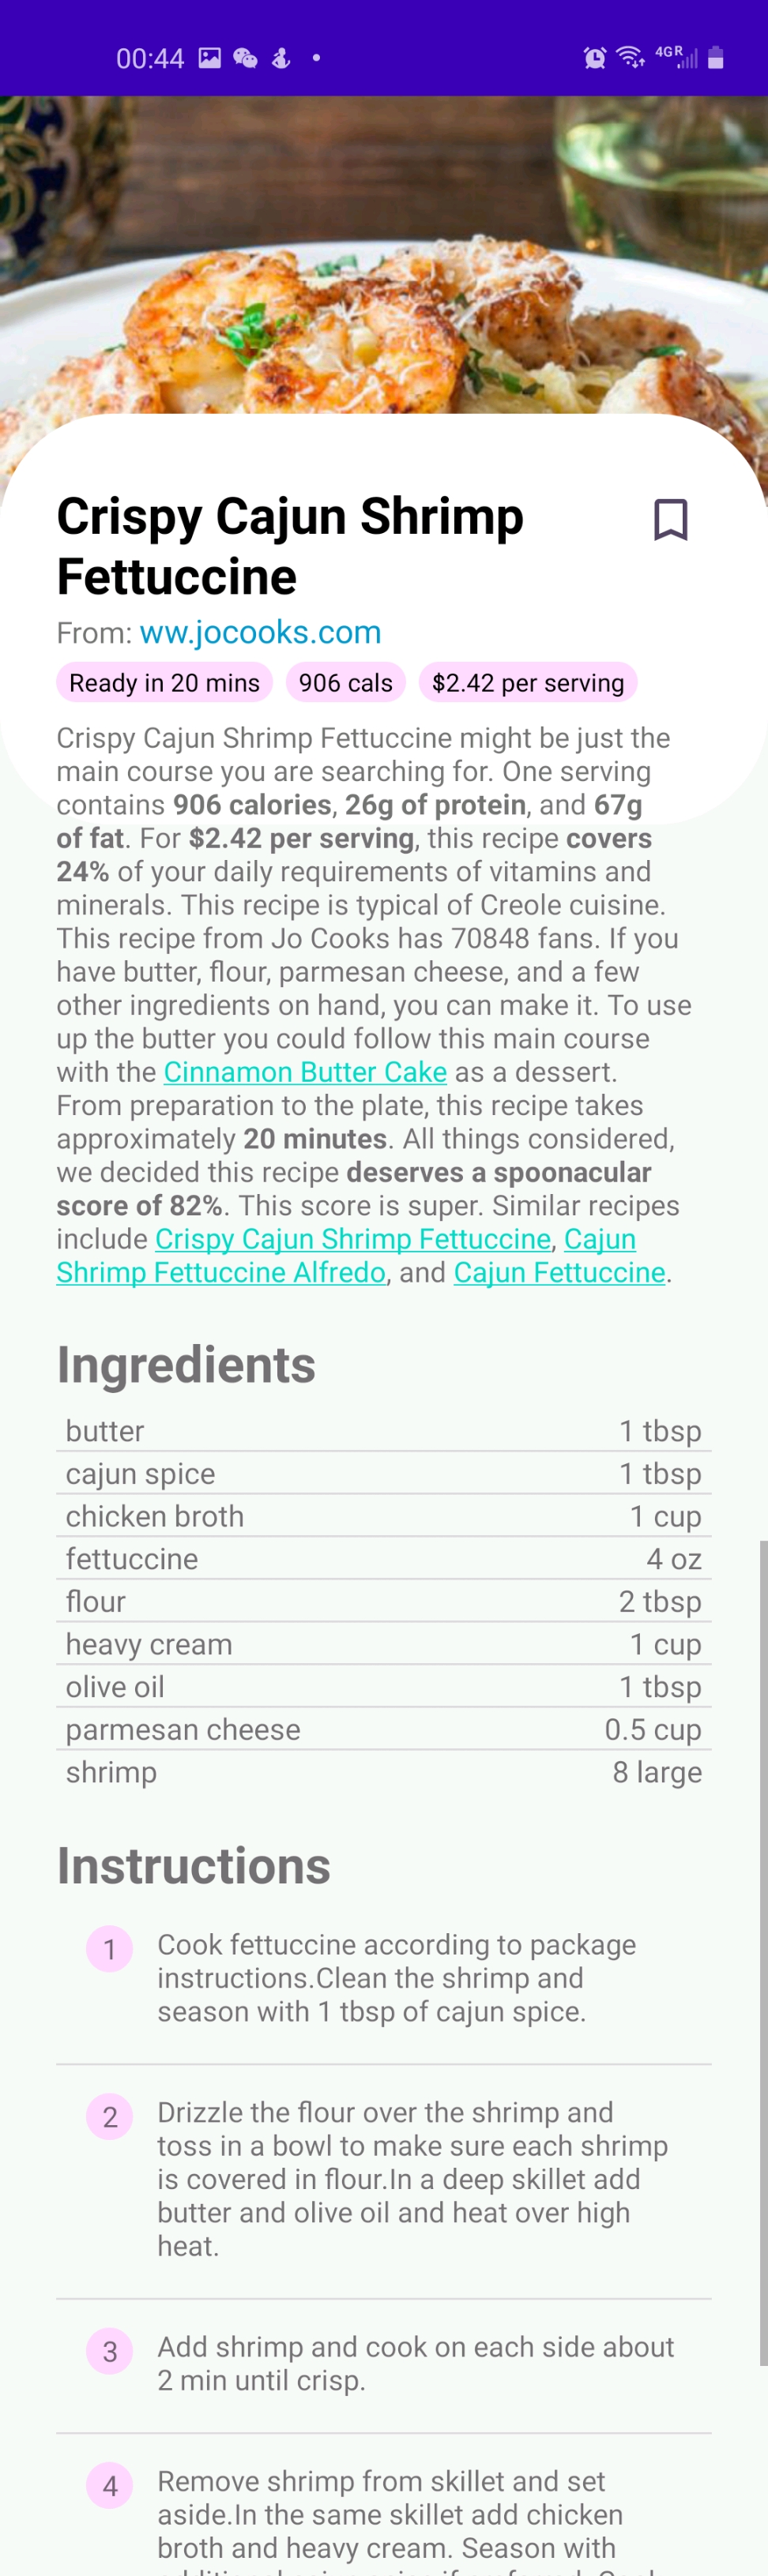 00:44
4GR
Crispy Cajun Shrimp
Fettuccine
From: ww.jocooks.com
Ready in 20 mins 906 cals $2.42 per serving
Crispy Cajun Shrimp Fettuccine might be just the
main course you are searching for. One serving
contains 906 calories, 26g of protein, and 67g
of fat. For $2.42 per serving, this recipe covers
24% of your daily requirements of vitamins and
minerals. This recipe is typical of Creole cuisine.
This recipe from Jo Cooks has 70848 fans. If you
have butter, flour, parmesan cheese, and a few
other ingredients on hand, you can make it. To use
up the butter you could follow this main course
with the Cinnamon Butter Cake as a dessert.
From preparation to the plate, this recipe takes
approximately 20 minutes. All things considered,
we decided this recipe deserves a spoonacular
score of 82%. This score is super. Similar recipes
include Crispy Cajun Shrimp Fettuccine, Cajun
Shrimp Fettuccine Alfredo, and Cajun Fettuccine.
Ingredients
butter 1 tbsp
cajun spice 1 tbsp
chicken broth 1 cup
fettuccine 4 oz
flour 2 tbsp
heavy cream 1 cup
olive oil 1 tbsp
parmesan cheese 0.5 cup
shrimp 8 large
Instructions
1 Cook fettuccine according to package
instructions.Clean the shrimp and
season with 1 tbsp of cajun spice.
2 Drizzle the flour over the shrimp and
toss in a bowl to make sure each shrimp
is covered in flour.In a deep skillet add
butter and olive oil and heat over high
heat.
3 Add shrimp and cook on each side about
2 min until crisp.
4 Remove shrimp from skillet and set
aside.In the same skillet add chicken
broth and heavy cream. Season with